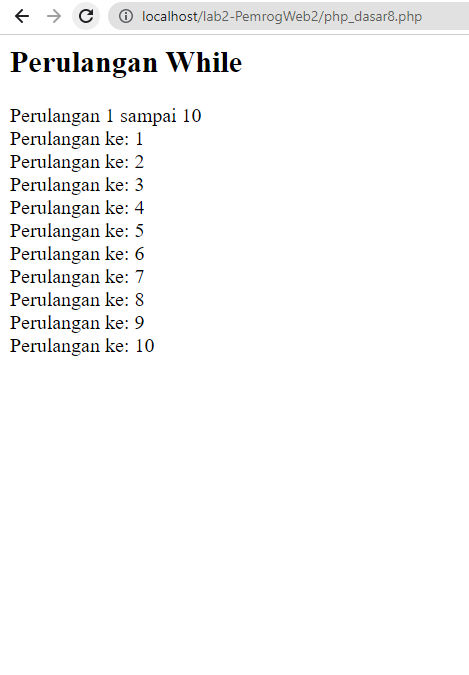 localhost/lab2-PemrogWeb2/php_dasar8.php
Perulangan While
Perulangan 1 sampai 10
Perulangan ke: 1
Perulangan ke: 2
Perulangan ke: 3
Perulangan ke: 4
Perulangan ke: 5
Perulangan ke: 6
Perulangan ke: 7
Perulangan ke: 8
Perulangan ke: 9
Perulangan ke: 10